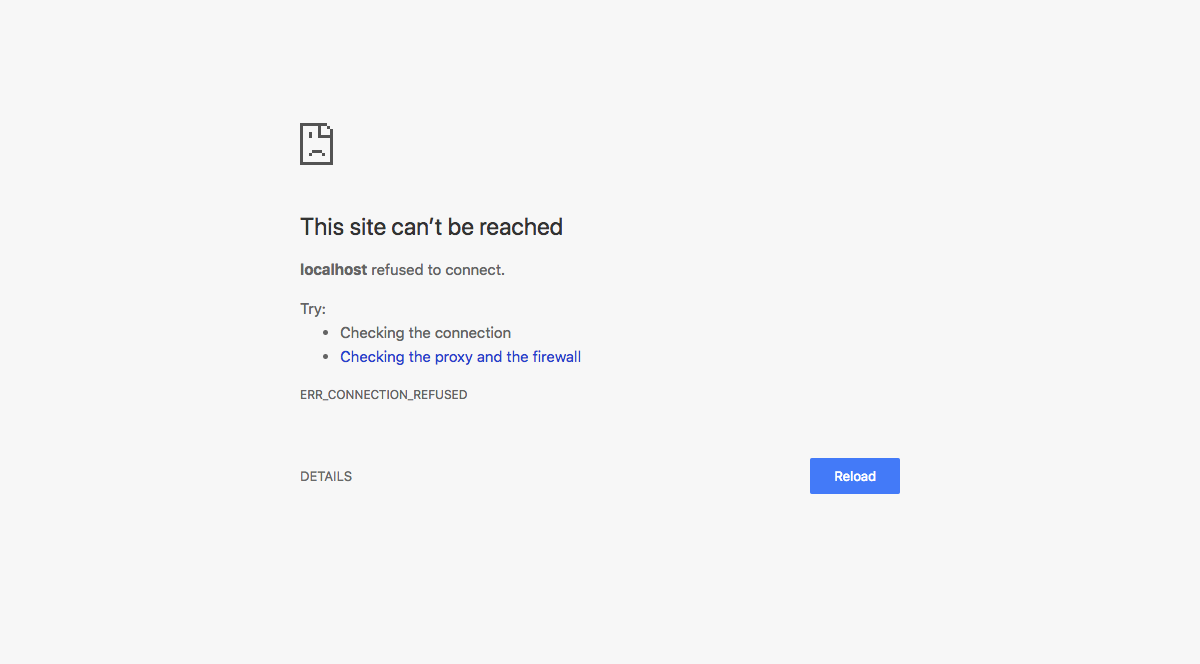 This site can’t be reached
localhost refused to connect.
Try:
• Checking the connection
• Checking the proxy and the firewall
ERR_CONNECTION_REFUSED
DETAILS
Reload